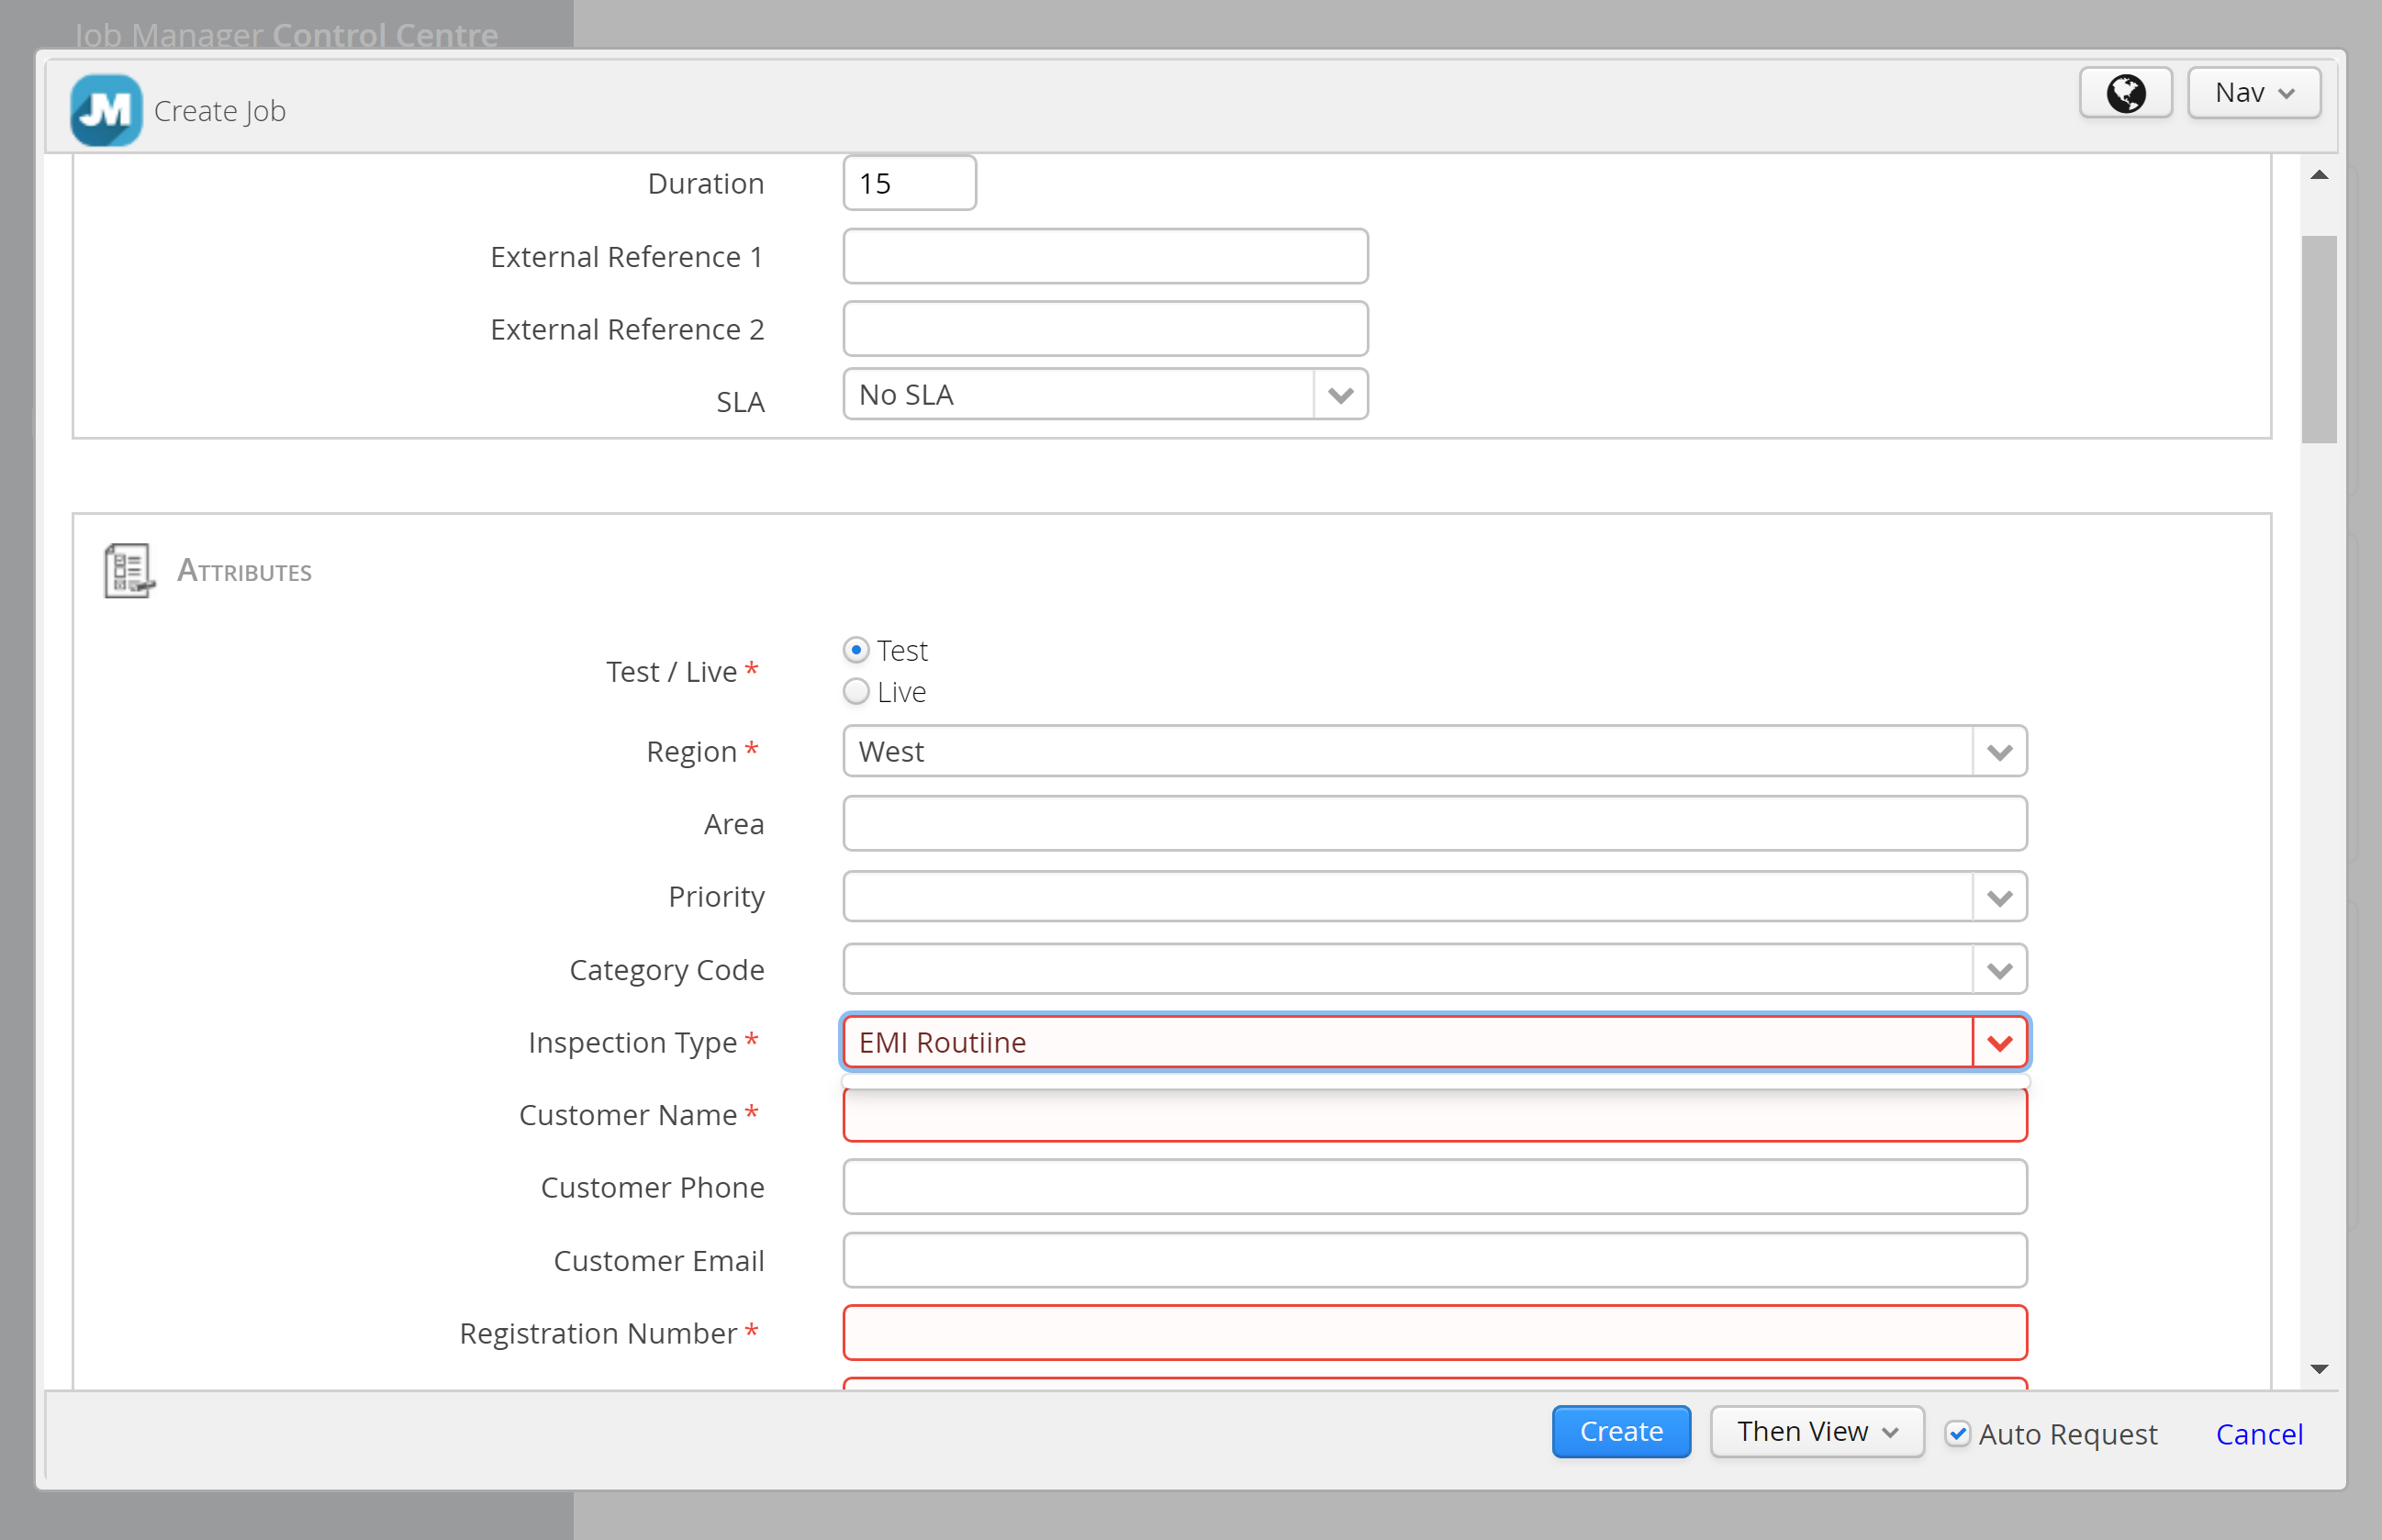 Job Manager Control Centre
JM Create Job
Nav
Duration 15
External Reference 1
External Reference 2
SLA No SLA
ATTRIBUTES
Test / Live * Test
Live
Region * West
Area
Priority
Category Code
Inspection Type * EMI Routiine
Customer Name *
Customer Phone
Customer Email
Registration Number *
Create Then View Auto Request Cancel